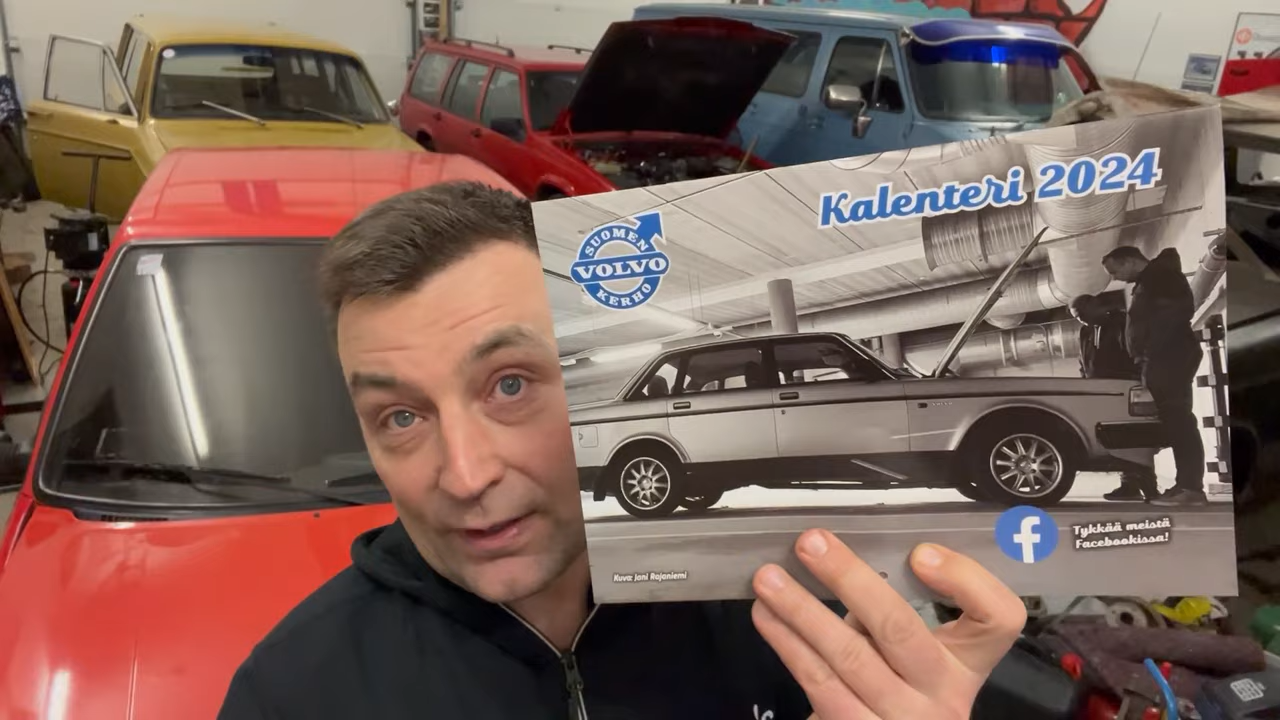 Kalenteri 2024
SUOMEN
VOLVO
KERHO
Tykkää meistä
Facebookissa!
Kuva: Joni Rajaniemi